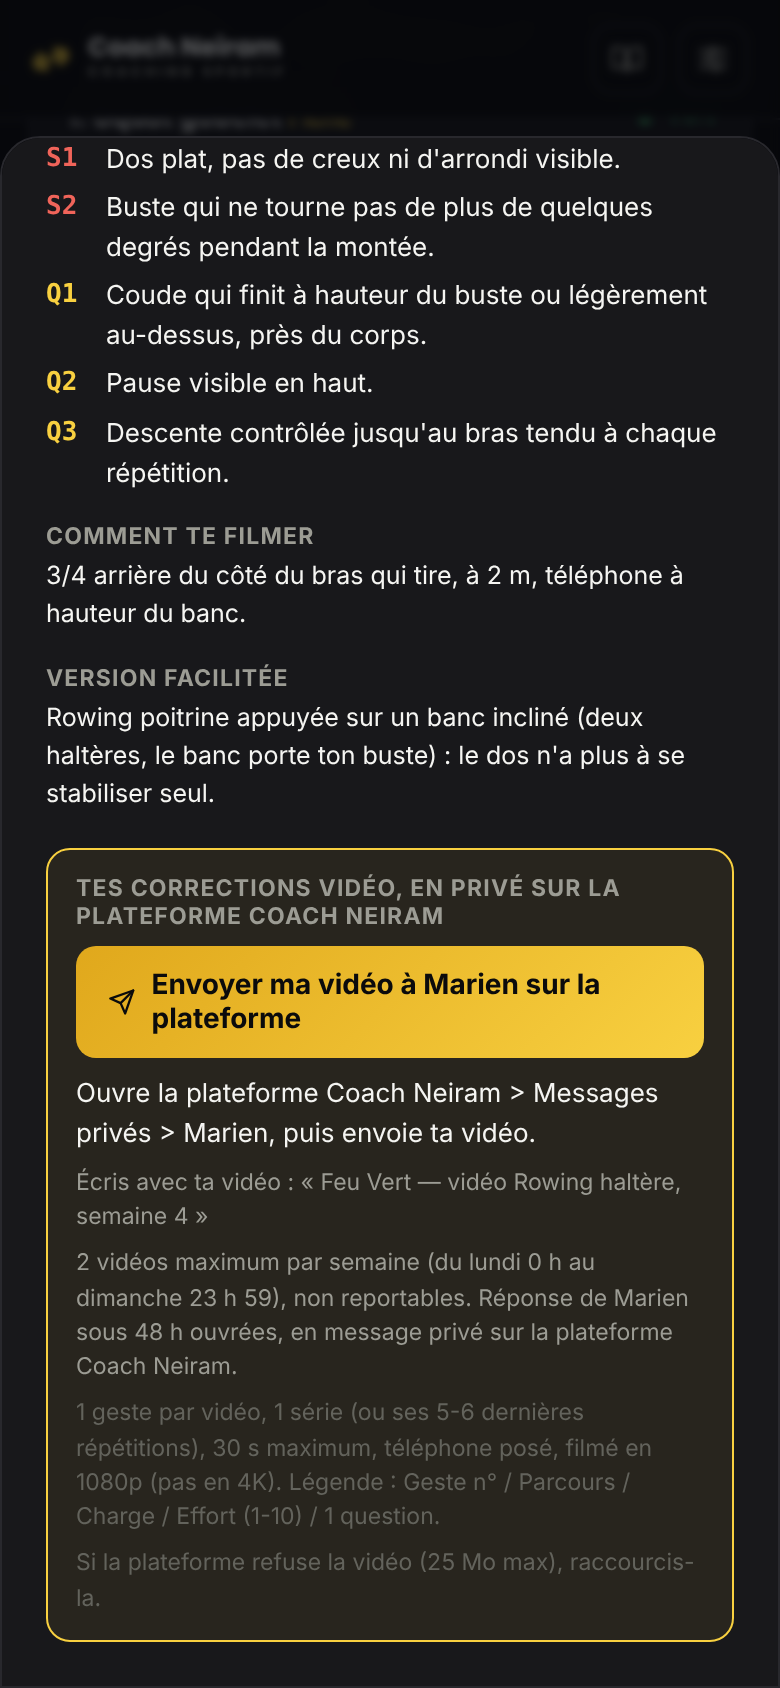 Coach Neiram
COACHING SPORTIF
S1 Dos plat, pas de creux ni d'arrondi visible.
S2 Buste qui ne tourne pas de plus de quelques
degrés pendant la montée.
Q1 Coude qui finit à hauteur du buste ou légèrement
au-dessus, près du corps.
Q2 Pause visible en haut.
Q3 Descente contrôlée jusqu'au bras tendu à chaque
répétition.
COMMENT TE FILMER
3/4 arrière du côté du bras qui tire, à 2 m, téléphone à
hauteur du banc.
VERSION FACILITÉE
Rowing poitrine appuyée sur un banc incliné (deux
haltères, le banc porte ton buste) : le dos n'a plus à se
stabiliser seul.
TES CORRECTIONS VIDÉO, EN PRIVÉ SUR LA
PLATEFORME COACH NEIRAM
Envoyer ma vidéo à Marien sur la
plateforme
Ouvre la plateforme Coach Neiram > Messages
privés > Marien, puis envoie ta vidéo.
Écris avec ta vidéo : « Feu Vert — vidéo Rowing haltère,
semaine 4 »
2 vidéos maximum par semaine (du lundi 0 h au
dimanche 23 h 59), non reportables. Réponse de Marien
sous 48 h ouvrées, en message privé sur la plateforme
Coach Neiram.
1 geste par vidéo, 1 série (ou ses 5-6 dernières
répétitions), 30 s maximum, téléphone posé, filmé en
1080p (pas en 4K). Légende : Geste n° / Parcours /
Charge / Effort (1-10) / 1 question.
Si la plateforme refuse la vidéo (25 Mo max), raccourcis-
la.